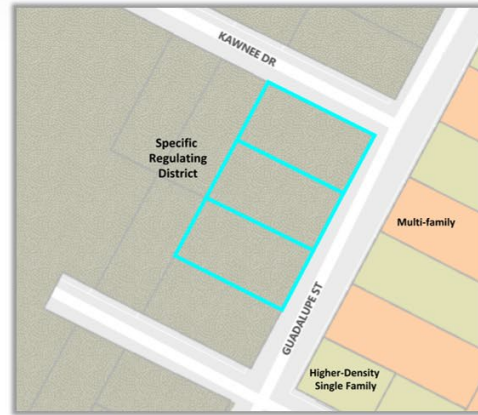 KAWNEE DR
Specific
Regulating
District
Multi-family
GUADALUPE ST
Higher-Density
Single Family